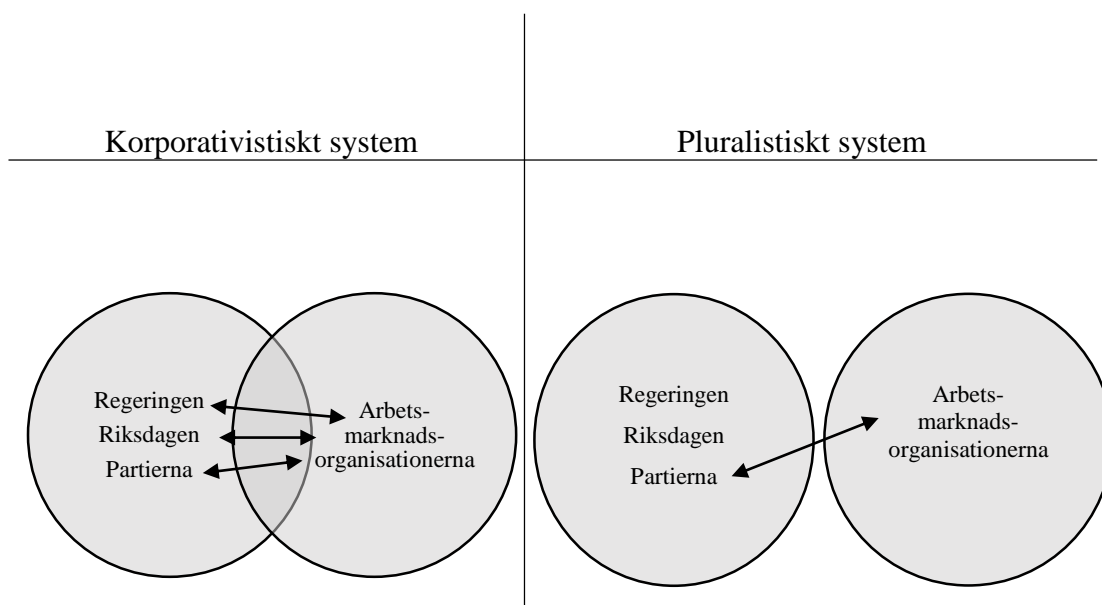 Korporativistiskt system
Pluralistiskt system
Regeringen
Riksdagen
Partierna
Arbets-
marknads-
organisationerna
Regeringen
Riksdagen
Partierna
Arbets-
marknads-
organisationerna